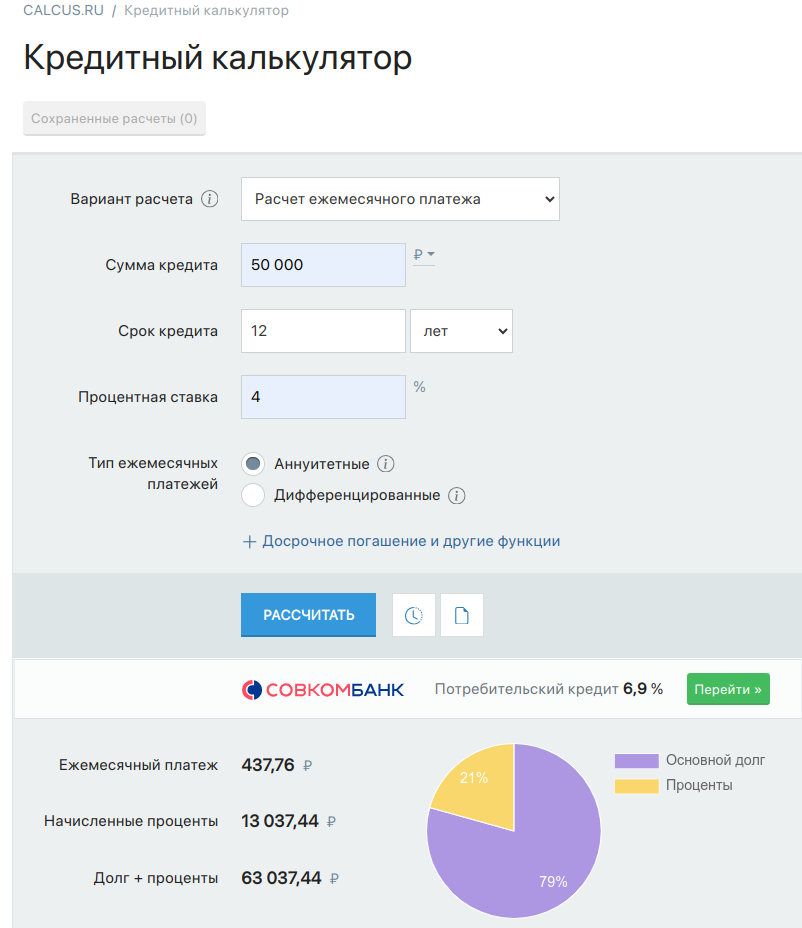 CALCUS.RU / Кредитный калькулятор
Кредитный калькулятор
Сохраненные расчеты (0)
Вариант расчета i Расчет ежемесячного платежа
Сумма кредита 50 000 ₽
Срок кредита 12 лет
Процентная ставка 4 %
Тип ежемесячных платежей
Аннуитетные i
Дифференцированные i
+ Досрочное погашение и другие функции
РАССЧИТАТЬ
СОВКОМБАНК Потребительский кредит 6,9 % Перейти »
Ежемесячный платеж 437,76 ₽
Начисленные проценты 13 037,44 ₽
Долг + проценты 63 037,44 ₽
21%
79%
Основной долг
Проценты